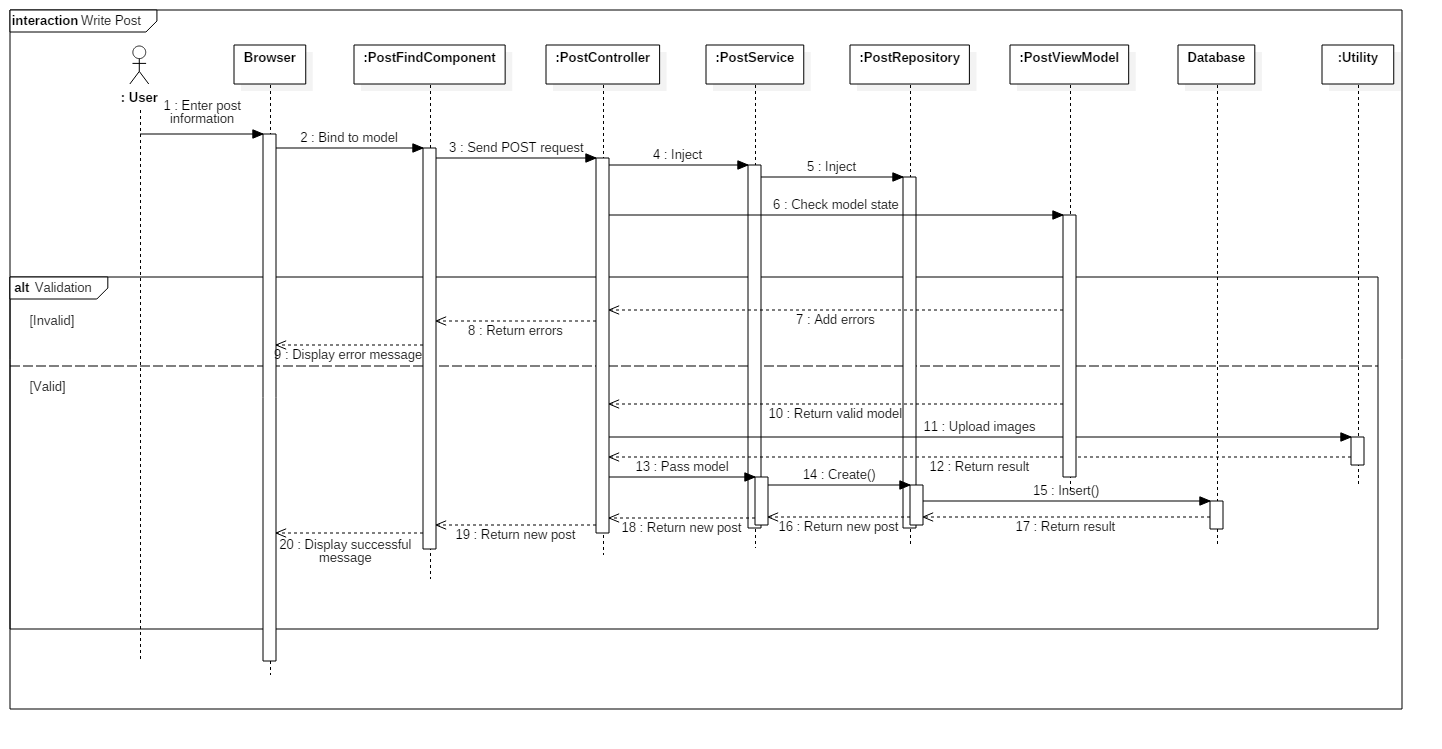 interaction Write Post
Browser
:PostFindComponent
:PostController
:PostService
:PostRepository
:PostViewModel
Database
:Utility
: User
1 : Enter post
information
2 : Bind to model
3 : Send POST request
4 : Inject
5 : Inject
6 : Check model state
alt Validation
[Invalid]
7 : Add errors
8 : Return errors
9 : Display error message
[Valid]
10 : Return valid model
11 : Upload images
12 : Return result
13 : Pass model
14 : Create()
15 : Insert()
16 : Return new post
17 : Return result
18 : Return new post
19 : Return new post
20 : Display successful
message